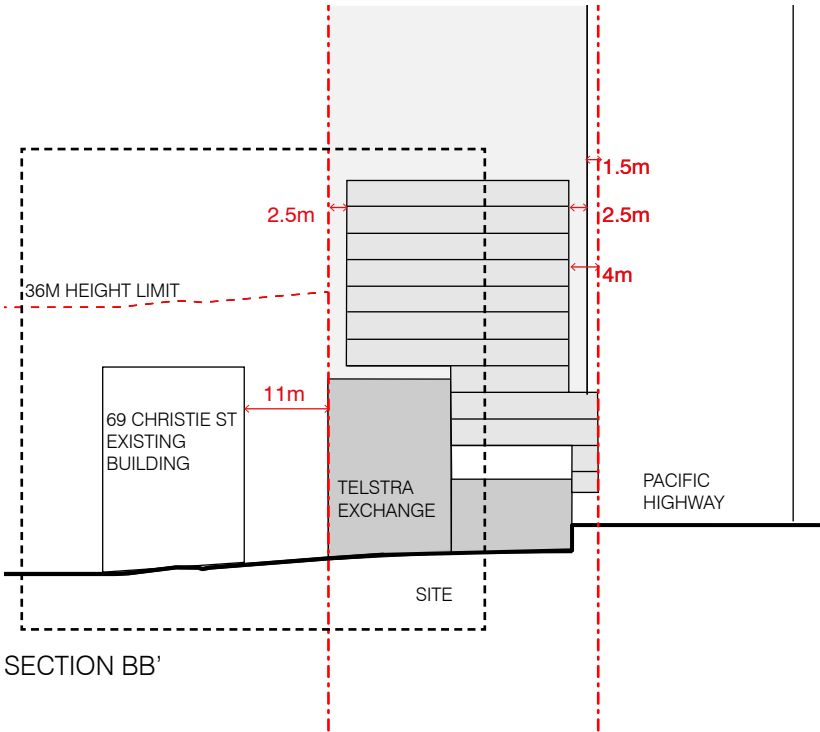 1.5m
2.5m
2.5m
4m
36M HEIGHT LIMIT
11m
69 CHRISTIE ST
EXISTING
BUILDING
TELSTRA
EXCHANGE
PACIFIC
HIGHWAY
SITE
SECTION BB’